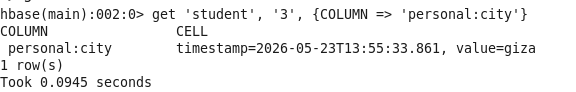 hbase(main):002:0> get 'student', '3', {COLUMN => 'personal:city'}
COLUMN                CELL
 personal:city        timestamp=2026-05-23T13:55:33.861, value=giza
1 row(s)
Took 0.0945 seconds